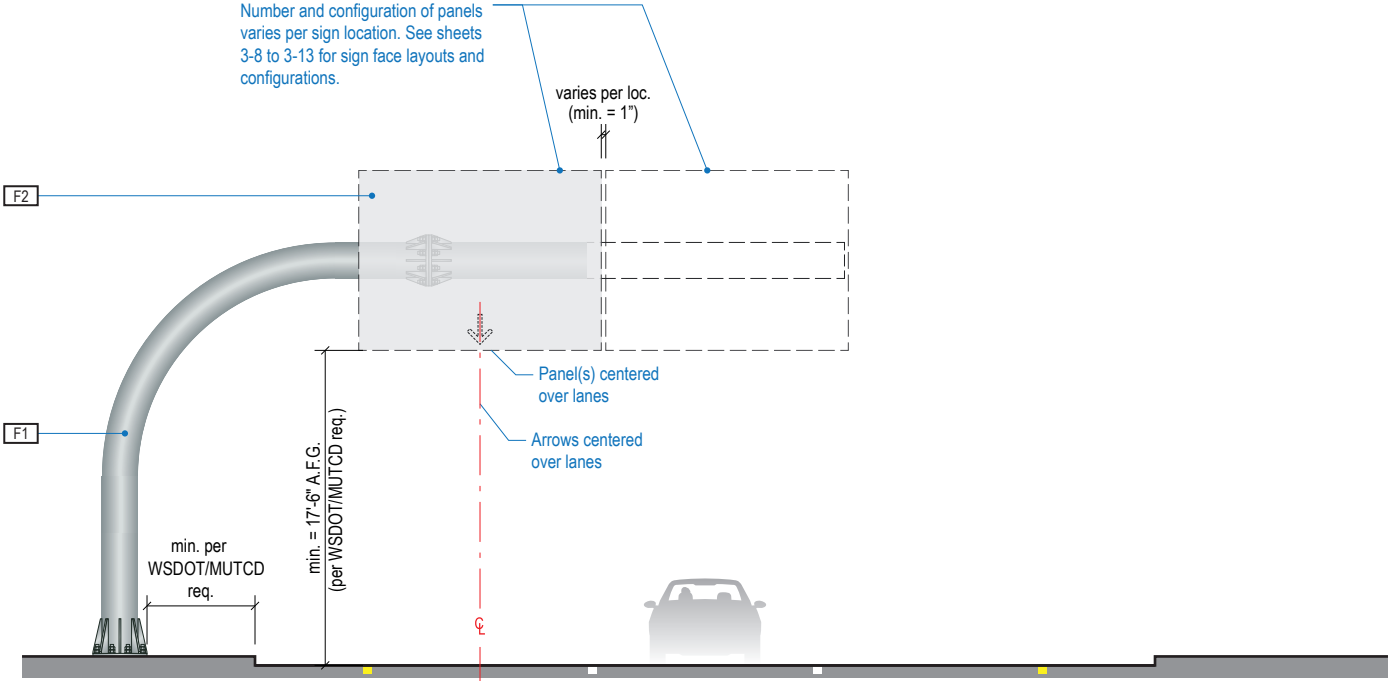 Number and configuration of panels
varies per sign location. See sheets
3-8 to 3-13 for sign face layouts and
configurations.
varies per loc.
(min. = 1”)
F2
Panel(s) centered
over lanes
F1
Arrows centered
over lanes
min. = 17'-6" A.F.G.
(per WSDOT/MUTCD req.)
min. per
WSDOT/MUTCD
req.
℄